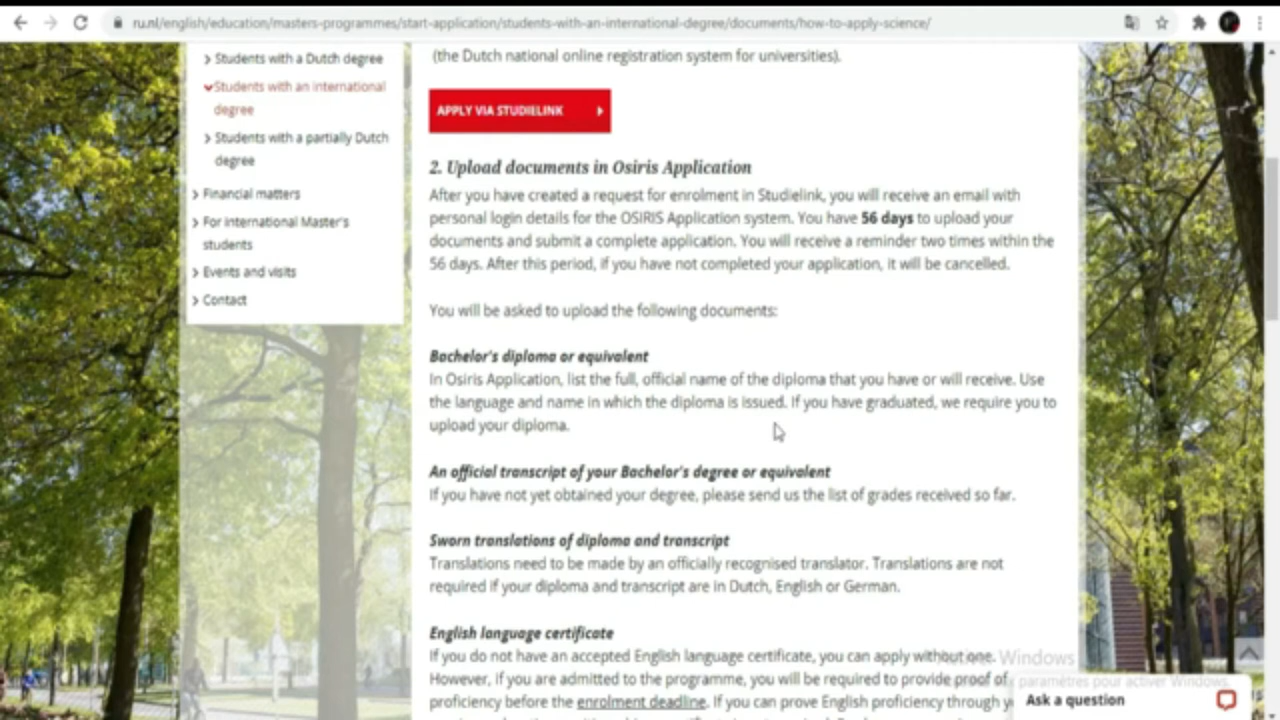 ru.nl/english/education/masters-programmes/start-application/students-with-an-international-degree/documents/how-to-apply-science/
Students with a Dutch degree
Students with an international
degree
Students with a partially Dutch
degree
Financial matters
For international Master's
students
Events and visits
Contact
(the Dutch national online registration system for universities).
APPLY VIA STUDIELINK
2. Upload documents in Osiris Application
After you have created a request for enrolment in Studielink, you will receive an email with
personal login details for the OSIRIS Application system. You have 56 days to upload your
documents and submit a complete application. You will receive a reminder two times within the
56 days. After this period, if you have not completed your application, it will be cancelled.
You will be asked to upload the following documents:
Bachelor's diploma or equivalent
In Osiris Application, list the full, official name of the diploma that you have or will receive. Use
the language and name in which the diploma is issued. If you have graduated, we require you to
upload your diploma.
An official transcript of your Bachelor's degree or equivalent
If you have not yet obtained your degree, please send us the list of grades received so far.
Sworn translations of diploma and transcript
Translations need to be made by an officially recognised translator. Translations are not
required if your diploma and transcript are in Dutch, English or German.
English language certificate
If you do not have an accepted English language certificate, you can apply without one.
However, if you are admitted to the programme, you will be required to provide proof of
proficiency before the enrolment deadline. If you can prove English proficiency through
Windows
paramètres pour activer Windows.
Ask a question